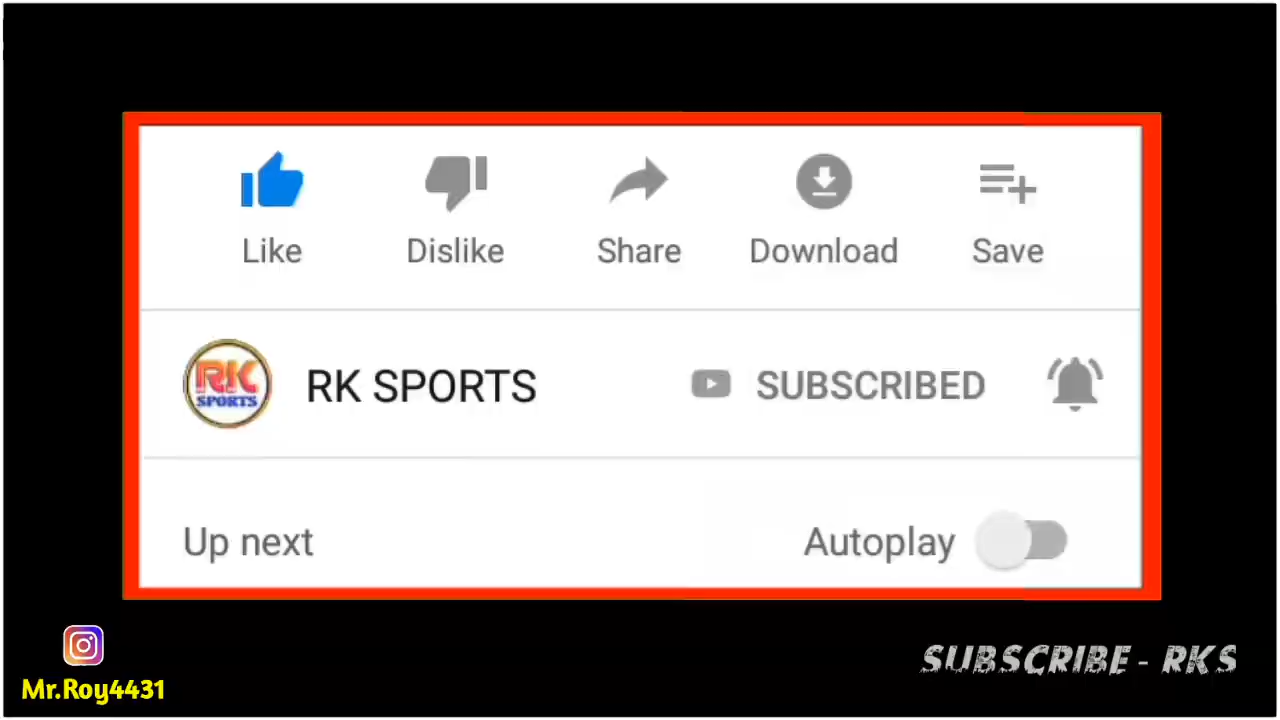 Like Dislike Share Download Save
RK SPORTS
RK SPORTS SUBSCRIBED
Up next Autoplay
Mr.Roy4431
SUBSCRIBE - RKS